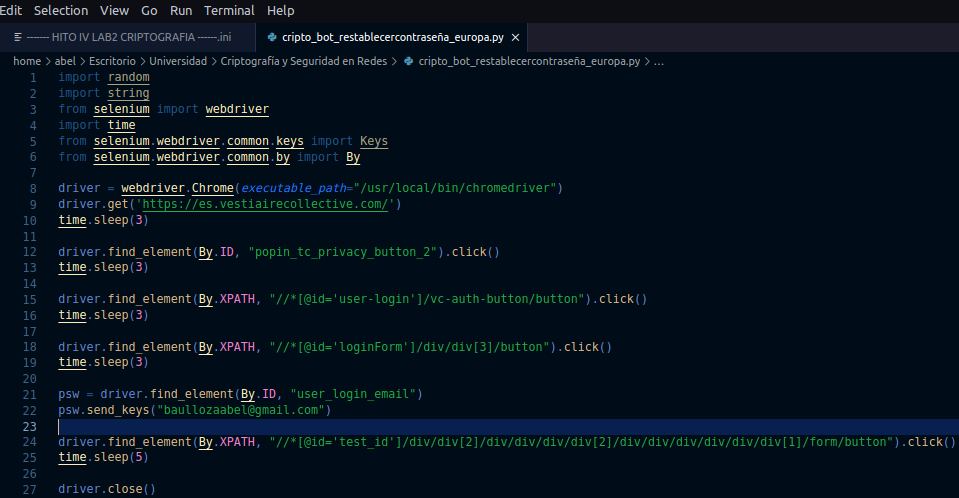 Edit Selection View Go Run Terminal Help
------- HITO IV LAB2 CRIPTOGRAFIA ------.ini cripto_bot_restablecercontraseña_europa.py ×
home > abel > Escritorio > Universidad > Criptografía y Seguridad en Redes > cripto_bot_restablecercontraseña_europa.py > ...
1 import random
2 import string
3 from selenium import webdriver
4 import time
5 from selenium.webdriver.common.keys import Keys
6 from selenium.webdriver.common.by import By
7
8 driver = webdriver.Chrome(executable_path="/usr/local/bin/chromedriver")
9 driver.get('https://es.vestiairecollective.com/')
10 time.sleep(3)
11
12 driver.find_element(By.ID, "popin_tc_privacy_button_2").click()
13 time.sleep(3)
14
15 driver.find_element(By.XPATH, "//*[@id='user-login']/vc-auth-button/button").click()
16 time.sleep(3)
17
18 driver.find_element(By.XPATH, "//*[@id='loginForm']/div/div[3]/button").click()
19 time.sleep(3)
20
21 psw = driver.find_element(By.ID, "user_login_email")
22 psw.send_keys("baullozaabel@gmail.com")
23
24 driver.find_element(By.XPATH, "//*[@id='test_id']/div/div[2]/div/div/div/div[2]/div/div/div/div/div/div[1]/form/button").click()
25 time.sleep(5)
26
27 driver.close()